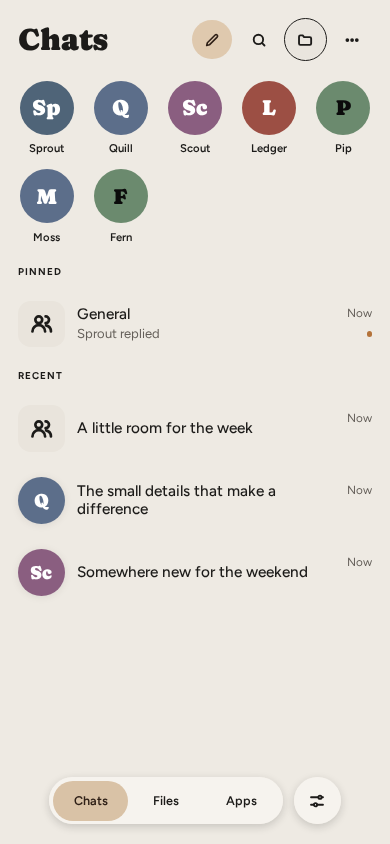 Chats
Sp Q Sc L P
Sprout Quill Scout Ledger Pip
M F
Moss Fern
PINNED
General
Now
Sprout replied
RECENT
A little room for the week
Now
Q
The small details that make a
difference
Now
Sc
Somewhere new for the weekend
Now
Chats Files Apps